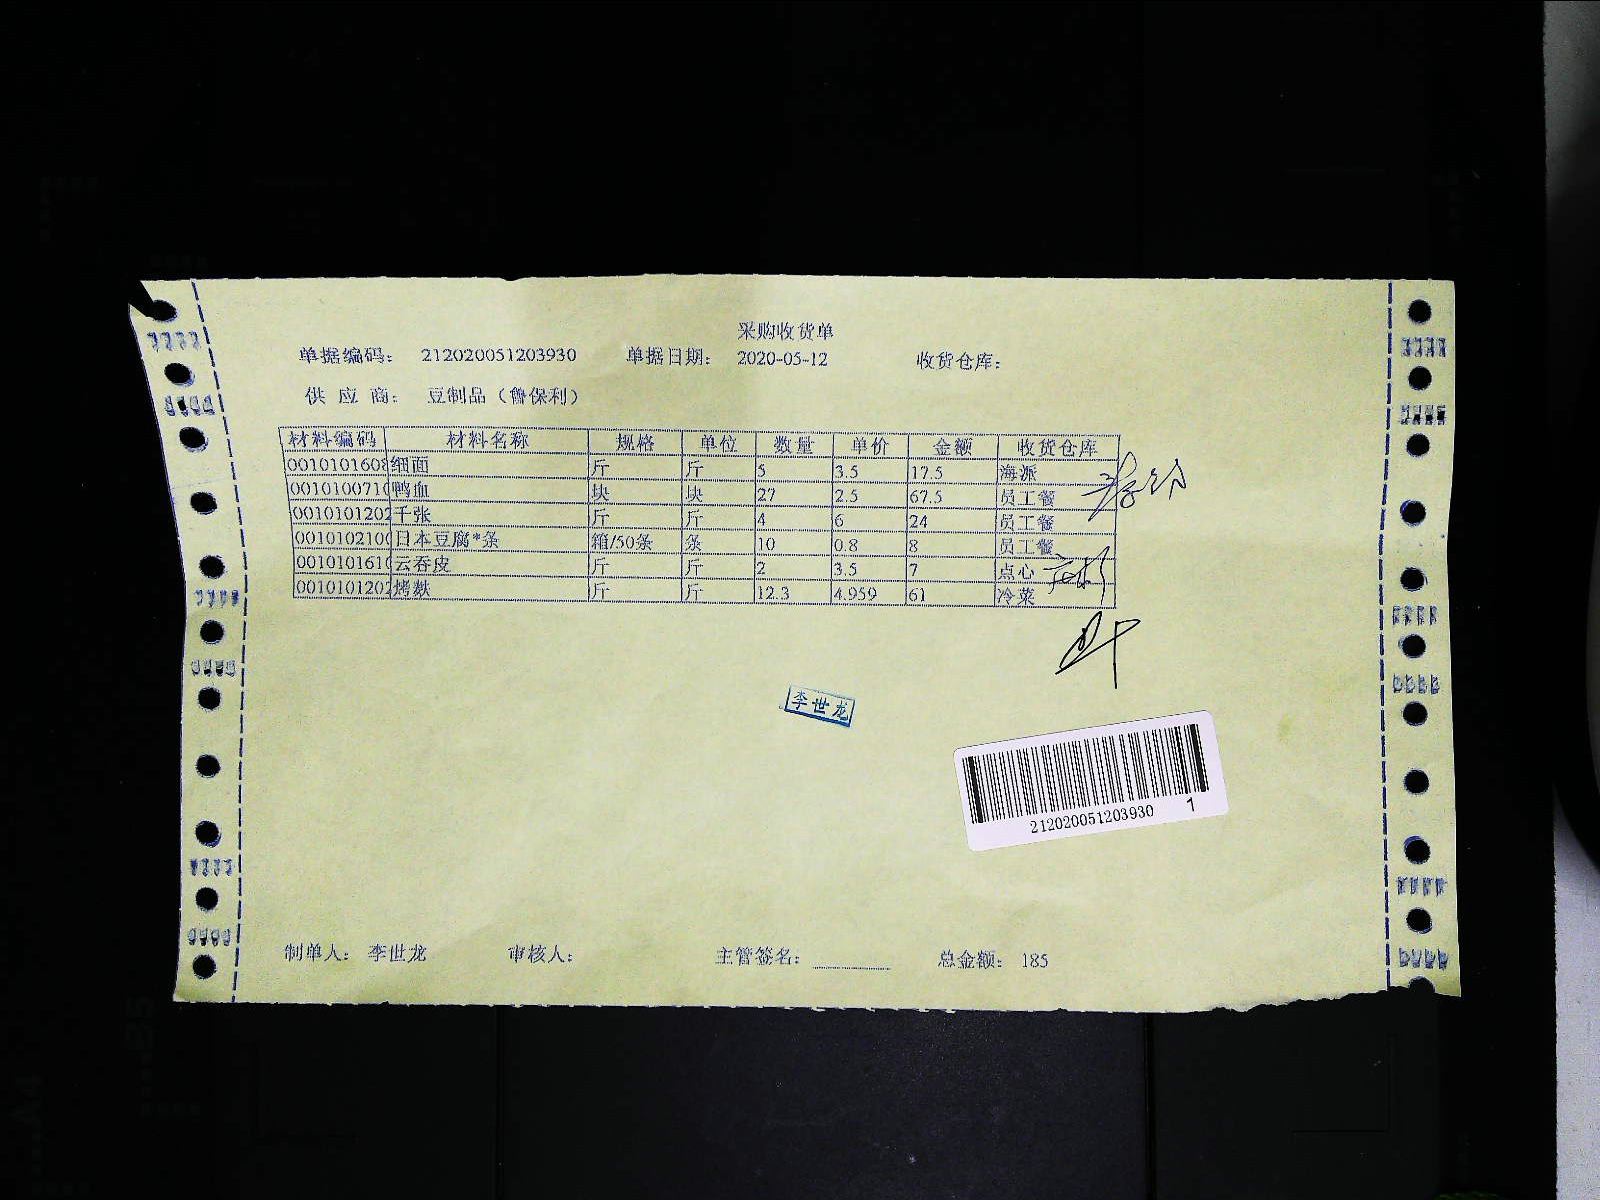 采购收货单
单据编码: 212020051203930 单据日期: 2020-05-12 收货仓库:
供 应 商: 豆制品（鲁保利）
材料编码 材料名称 规格 单位 数量 单价 金额 收货仓库
0010101608 细面 斤 斤 5 3.5 17.5 海派
001010071 鸭血 块 块 27 2.5 67.5 员工餐
0010101202 千张 斤 斤 4 6 24 员工餐
001010210 日本豆腐*条 箱/50条 条 10 0.8 8 员工餐
001010161 云吞皮 斤 斤 2 3.5 7 点心
0010101202 烤麸 斤 斤 12.3 4.959 61 冷菜
李世龙
212020051203930 1
制单人: 李世龙 审核人: 主管签名: 总金额: 185